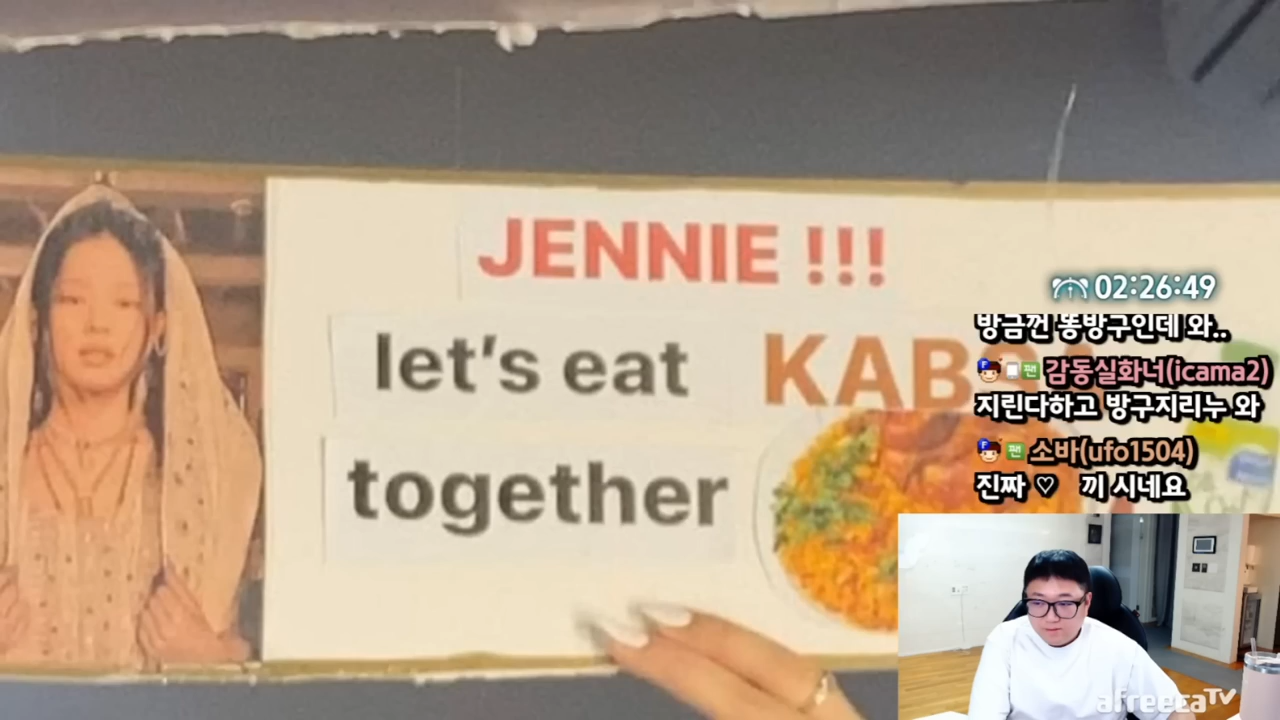 JENNIE !!!
let's eat
together
02:26:49
방금껀 똥방구인데 와..
팬 감동실화너(icama2)
지린다하고 방구지리누 와
팬 소바(ufo1504)
진짜 ♡ 끼 시네요
afreecaTV